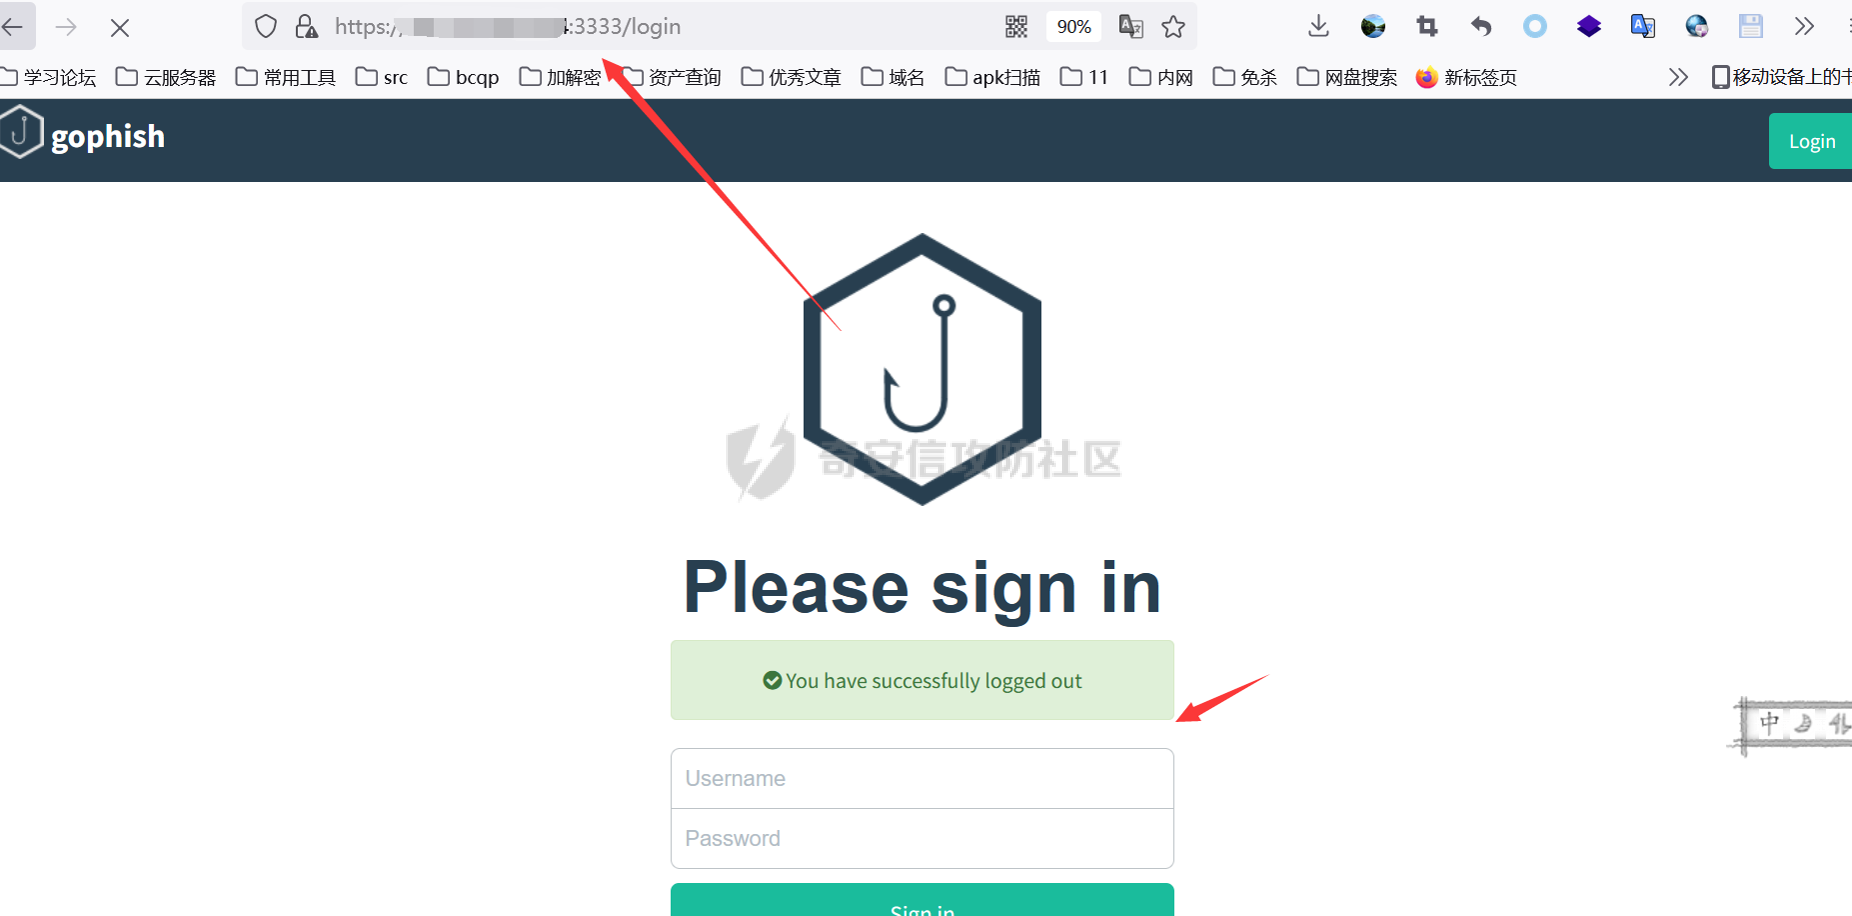 https:/
:3333/login
90%
学习论坛 云服务器 常用工具 src bcqp 加解密 资产查询 优秀文章 域名 apk扫描 11 内网 免杀 网盘搜索 新标签页 移动设备上的书
gophish
Login
奇安信攻防社区
Please sign in
You have successfully logged out
中
Username
Password
Sign in